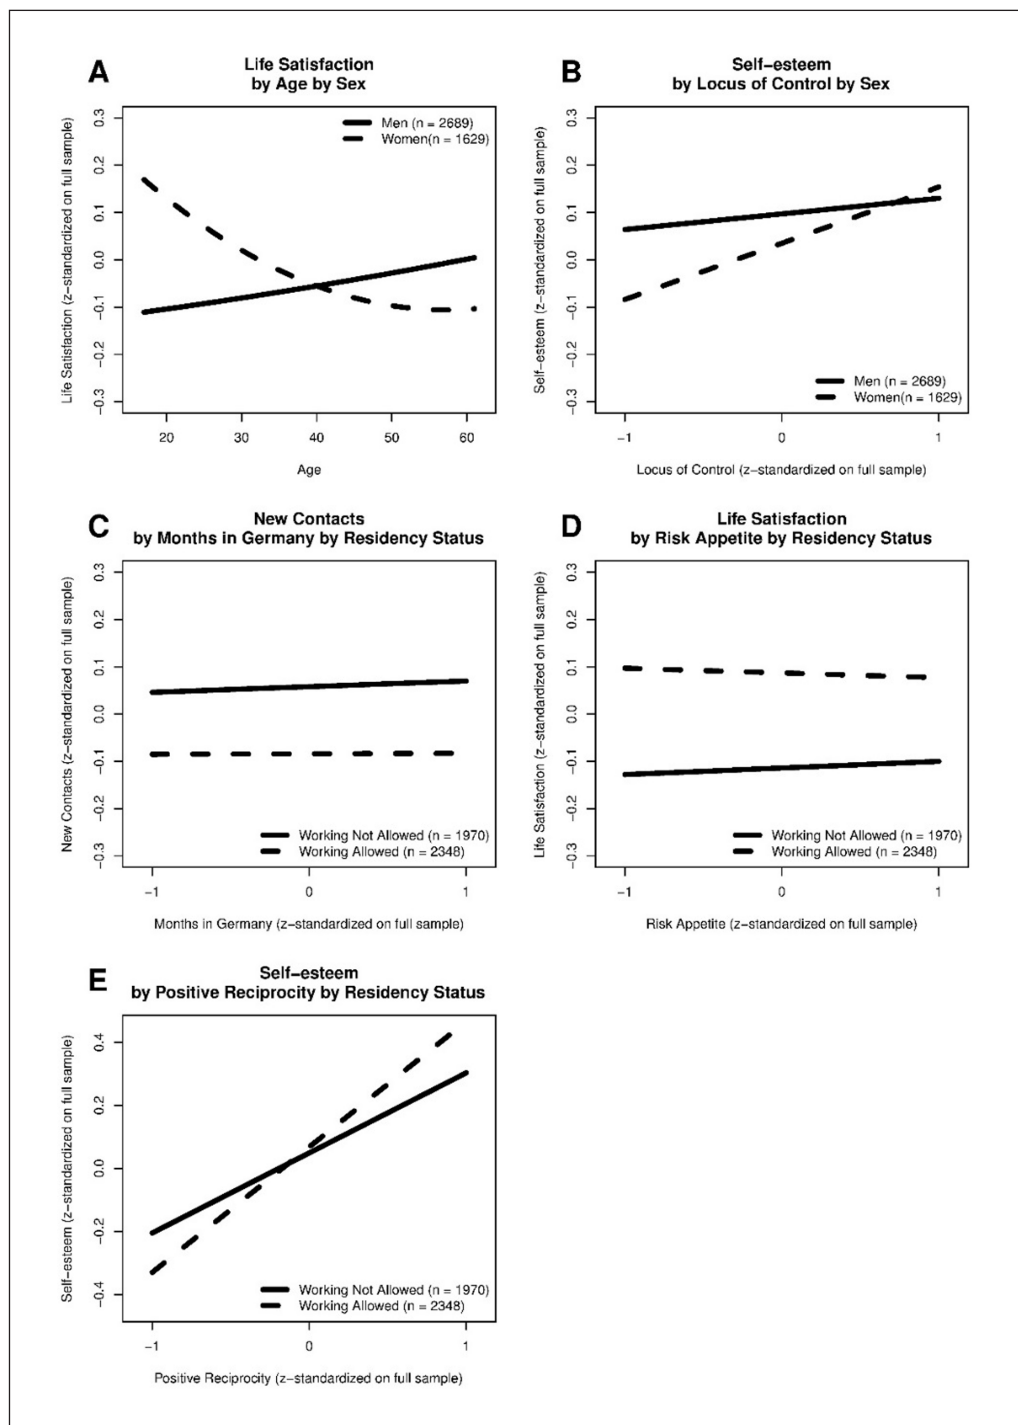 A
Life Satisfaction
by Age by Sex
Life Satisfaction (z−standardized on full sample)
0.3
0.2
0.1
0.0
−0.1
−0.2
−0.3
Men (n = 2689)
Women(n = 1629)
20 30 40 50 60
Age
B
Self−esteem
by Locus of Control by Sex
Self−esteem (z−standardized on full sample)
0.3
0.2
0.1
0.0
−0.1
−0.2
−0.3
Men (n = 2689)
Women(n = 1629)
−1 0 1
Locus of Control (z−standardized on full sample)
C
New Contacts
by Months in Germany by Residency Status
New Contacts (z−standardized on full sample)
0.3
0.2
0.1
0.0
−0.1
−0.2
−0.3
Working Not Allowed (n = 1970)
Working Allowed (n = 2348)
−1 0 1
Months in Germany (z−standardized on full sample)
D
Life Satisfaction
by Risk Appetite by Residency Status
Life Satisfaction (z−standardized on full sample)
0.3
0.2
0.1
0.0
−0.1
−0.2
−0.3
Working Not Allowed (n = 1970)
Working Allowed (n = 2348)
−1 0 1
Risk Appetite (z−standardized on full sample)
E
Self−esteem
by Positive Reciprocity by Residency Status
Self−esteem (z−standardized on full sample)
0.4
0.2
0.0
−0.2
−0.4
Working Not Allowed (n = 1970)
Working Allowed (n = 2348)
−1 0 1
Positive Reciprocity (z−standardized on full sample)